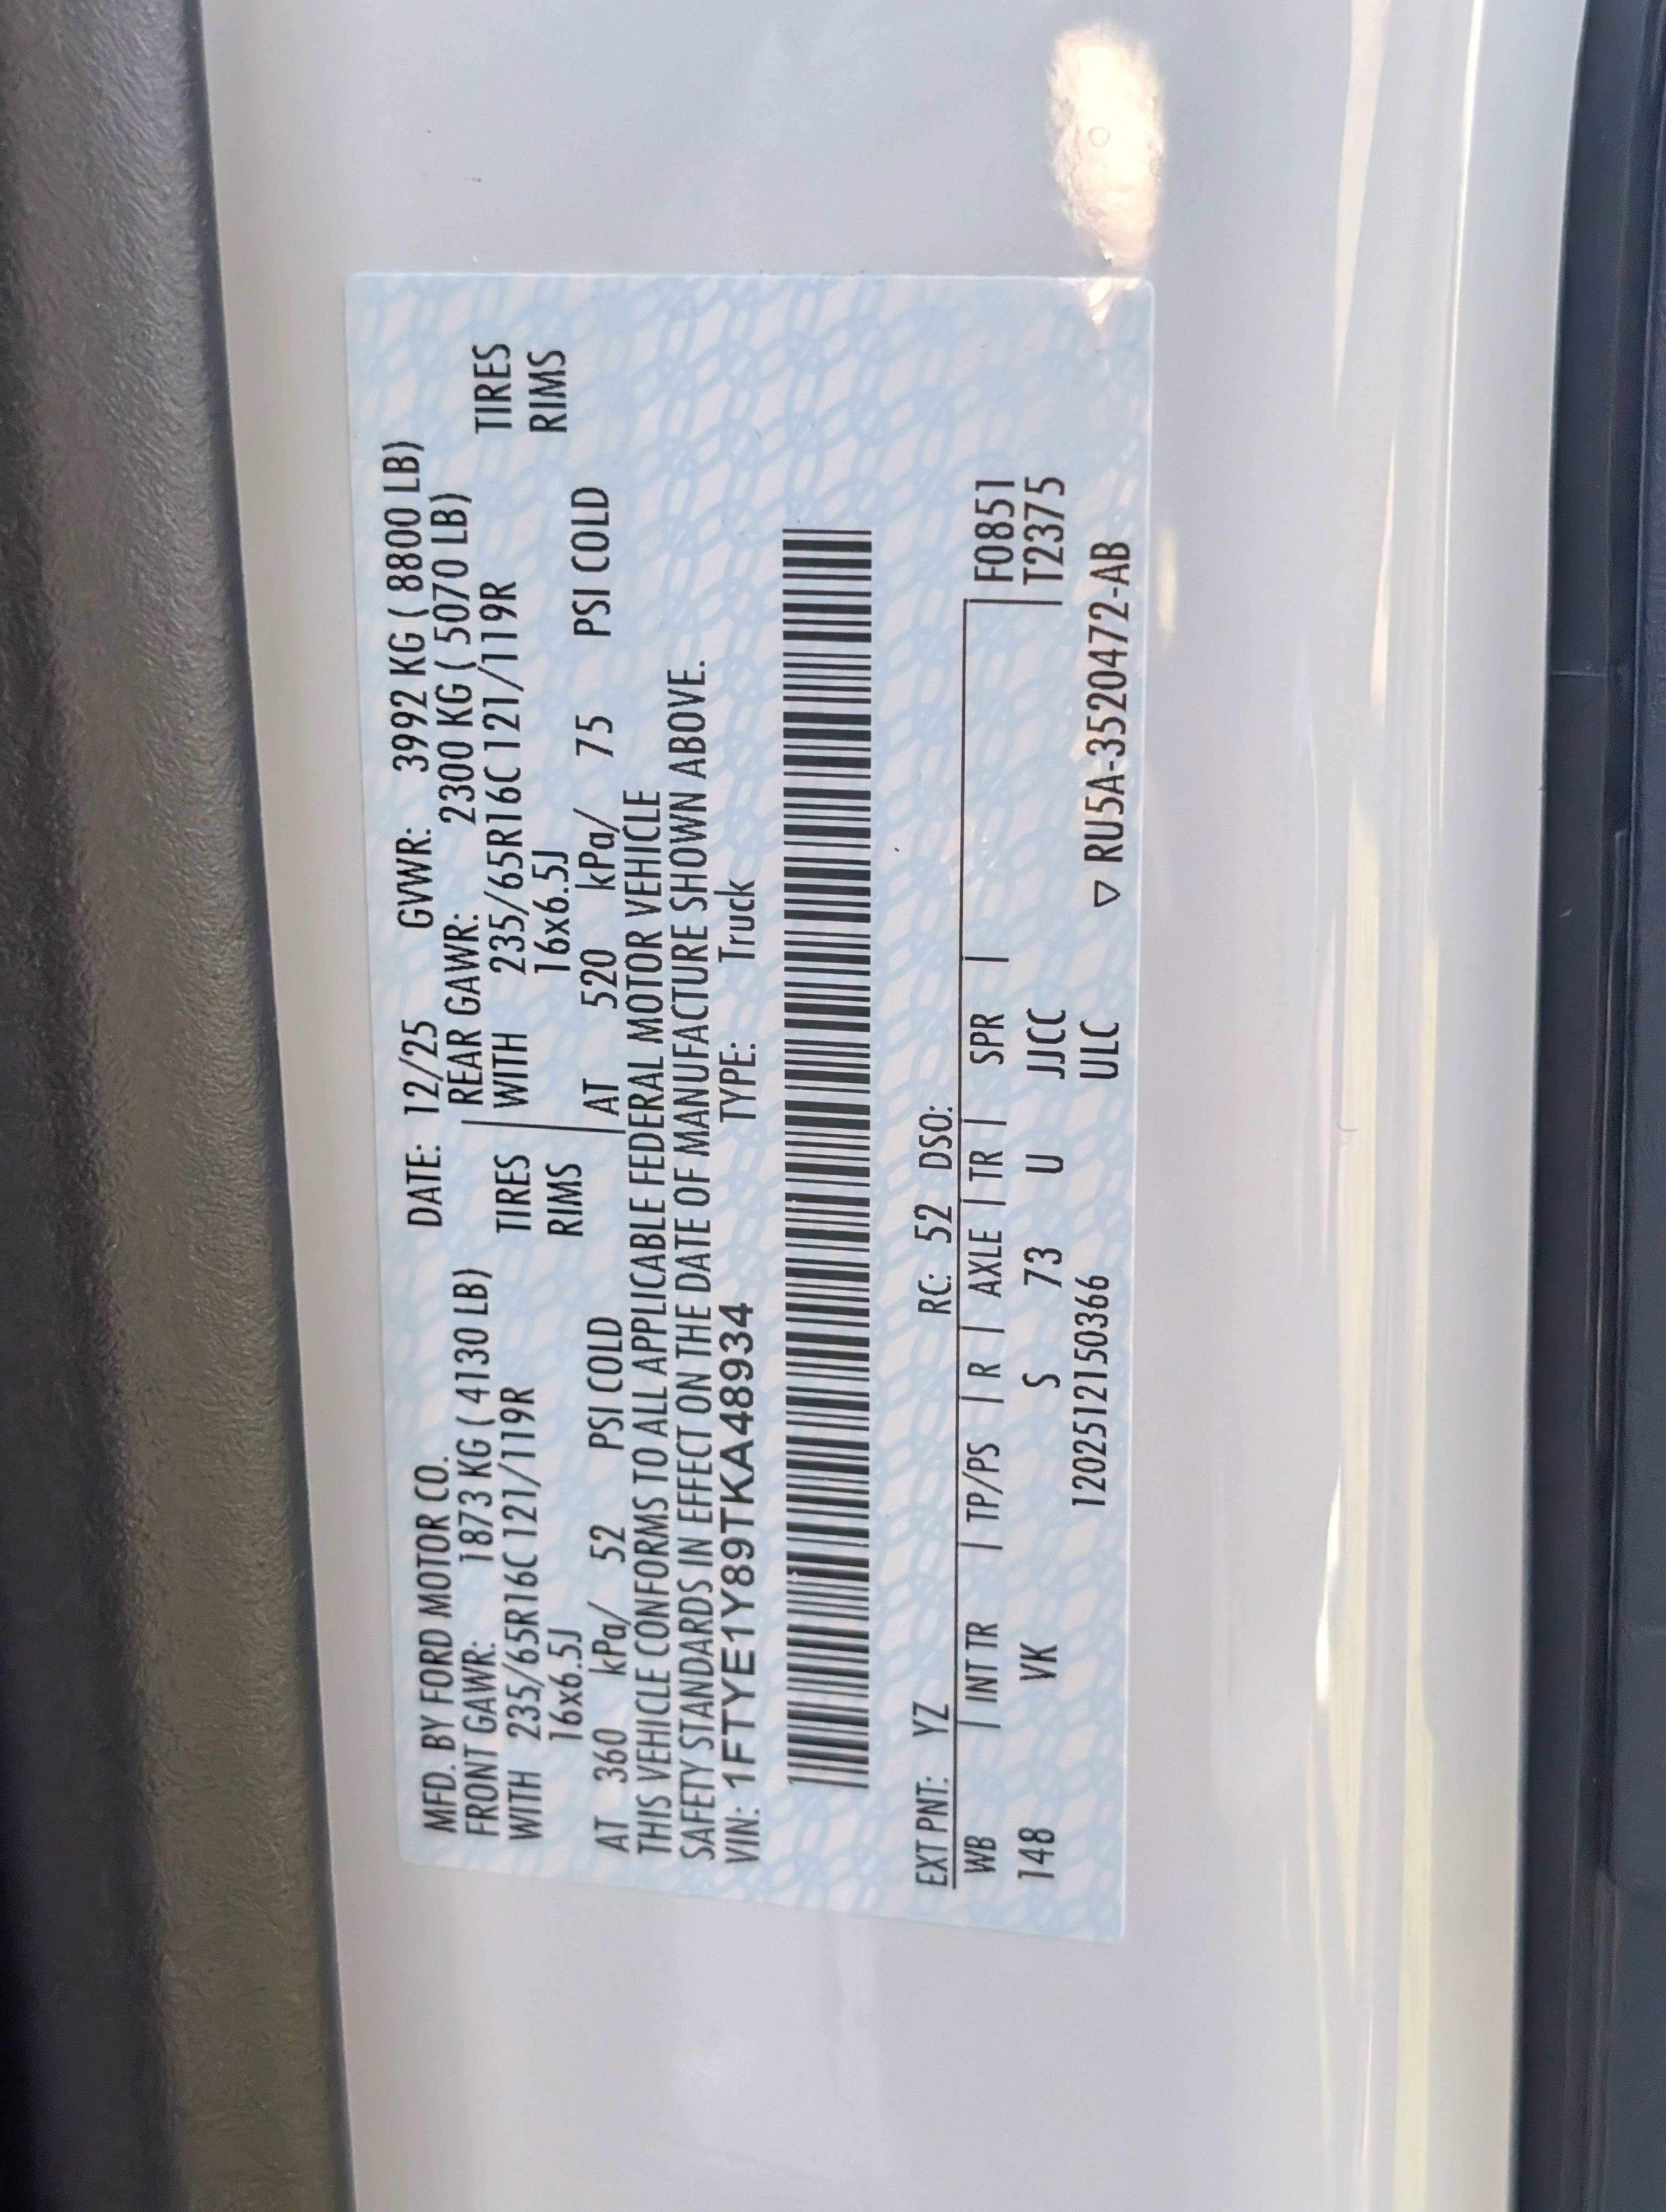 MFD. BY FORD MOTOR CO. DATE: 12/25 GVWR: 3992 KG ( 8800 LB)
FRONT GAWR: 1873 KG ( 4130 LB) REAR GAWR: 2300 KG ( 5070 LB)
WITH 235/65R16C 121/119R TIRES WITH 235/65R16C 121/119R TIRES
16x6.5J RIMS 16x6.5J RIMS
AT 360 kPa/ 52 PSI COLD AT 520 kPa/ 75 PSI COLD
THIS VEHICLE CONFORMS TO ALL APPLICABLE FEDERAL MOTOR VEHICLE
SAFETY STANDARDS IN EFFECT ON THE DATE OF MANUFACTURE SHOWN ABOVE.
VIN: 1FTYE1Y89TKA48934 TYPE: Truck
EXT PNT: YZ RC: 52 DSO:
WB | INT TR | TP/PS | R | AXLE | TR | SPR | F0851
148 VK S 73 U JJCC T2375
1202512150366 ULC ▽ RU5A-3520472-AB